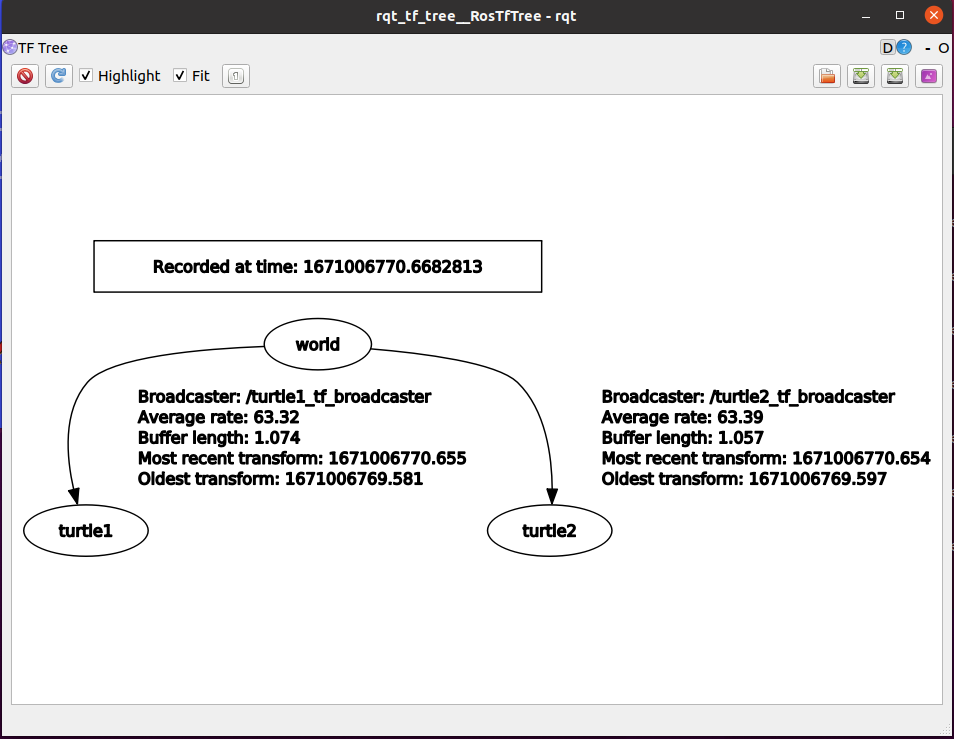 rqt_tf_tree__RosTfTree - rqt
TF Tree
D ? - O
Highlight Fit 1
Recorded at time: 1671006770.6682813
world
Broadcaster: /turtle1_tf_broadcaster
Average rate: 63.32
Buffer length: 1.074
Most recent transform: 1671006770.655
Oldest transform: 1671006769.581
Broadcaster: /turtle2_tf_broadcaster
Average rate: 63.39
Buffer length: 1.057
Most recent transform: 1671006770.654
Oldest transform: 1671006769.597
turtle1
turtle2